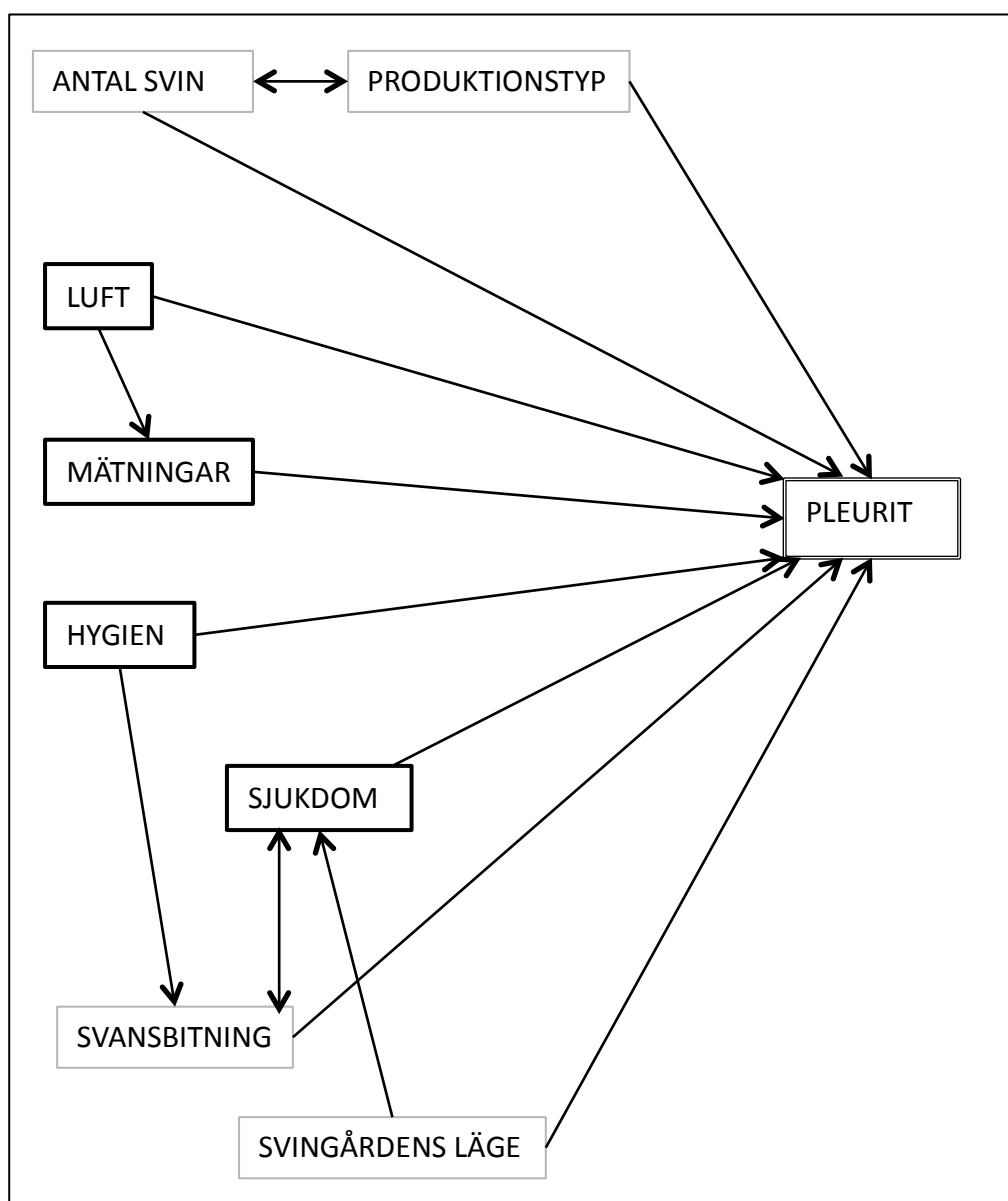 ANTAL SVIN
PRODUKTIONSTYP
LUFT
MÄTNINGAR
PLEURIT
HYGIEN
SJUKDOM
SVANSBITNING
SVINGÅRDENS LÄGE